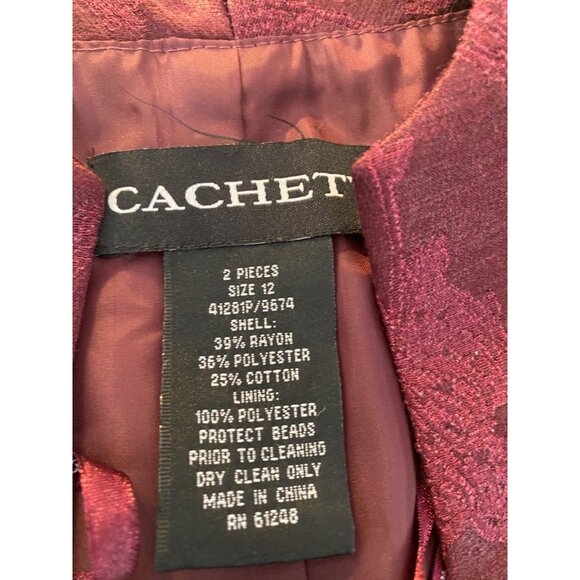 CACHET
2 PIECES
SIZE 12
41281P/9574
SHELL:
39% RAYON
36% POLYESTER
25% COTTON
LINING:
100% POLYESTER
PROTECT BEADS
PRIOR TO CLEANING
DRY CLEAN ONLY
MADE IN CHINA
RN 61248